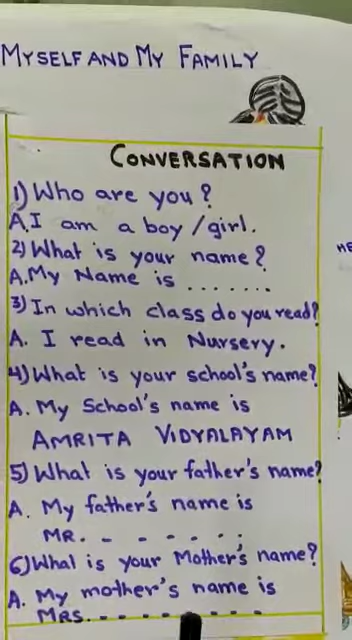 MYSELF AND MY FAMILY
CONVERSATION
1) Who are you?
A. I am a boy / girl.
2) What is your name?
A. My Name is .......
3) In which class do you read?
A. I read in Nursery.
4) What is your school's name?
A. My School's name is
AMRITA VIDYALAYAM
5) What is your father's name?
A. My father's name is
MR. - - - - - -
6) What is your Mother's name?
A. My mother's name is
MRS. - - - - - - - - -